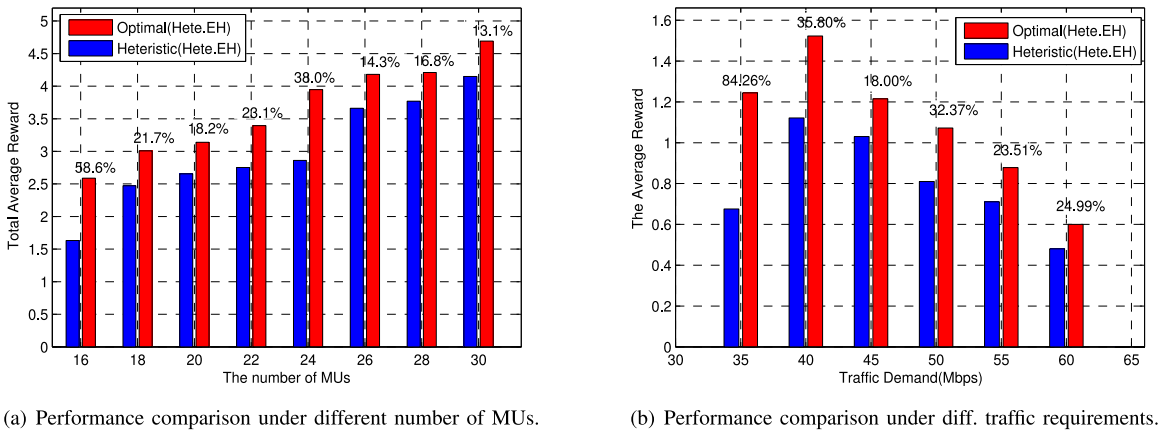 Optimal(Hete.EH)
Heteristic(Hete.EH)
Total Average Reward
5
4.5
4
3.5
3
2.5
2
1.5
1
0.5
0
58.6%
21.7%
18.2%
23.1%
38.0%
14.3%
16.8%
13.1%
16 18 20 22 24 26 28 30
The number of MUs
(a) Performance comparison under different number of MUs.
Optimal(Hete.EH)
Heteristic(Hete.EH)
The Average Reward
1.6
1.4
1.2
1
0.8
0.6
0.4
0.2
0
84.26%
35.80%
18.00%
32.37%
23.51%
24.99%
30 35 40 45 50 55 60 65
Traffic Demand(Mbps)
(b) Performance comparison under diff. traffic requirements.